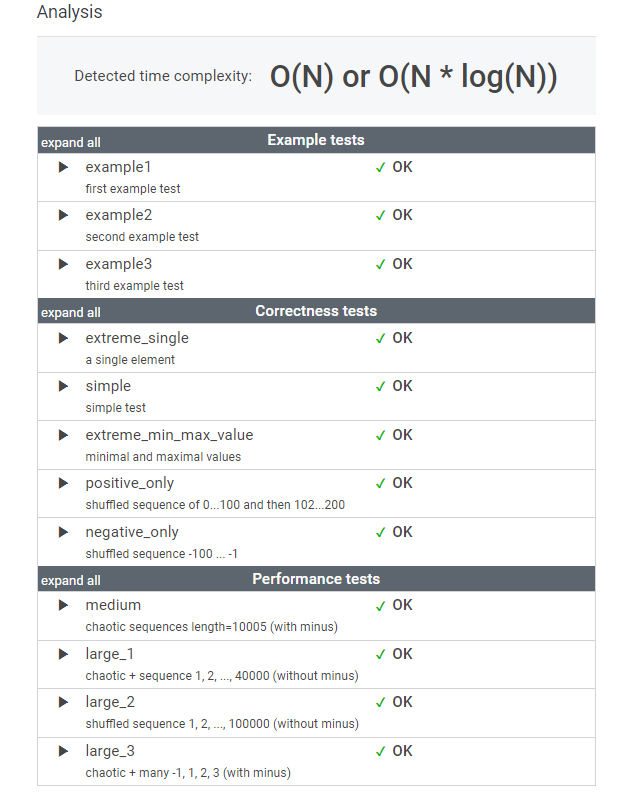 Analysis
Detected time complexity: O(N) or O(N * log(N))
expand all Example tests
▶ example1 ✓ OK
first example test
▶ example2 ✓ OK
second example test
▶ example3 ✓ OK
third example test
expand all Correctness tests
▶ extreme_single ✓ OK
a single element
▶ simple ✓ OK
simple test
▶ extreme_min_max_value ✓ OK
minimal and maximal values
▶ positive_only ✓ OK
shuffled sequence of 0...100 and then 102...200
▶ negative_only ✓ OK
shuffled sequence -100 ... -1
expand all Performance tests
▶ medium ✓ OK
chaotic sequences length=10005 (with minus)
▶ large_1 ✓ OK
chaotic + sequence 1, 2, ..., 40000 (without minus)
▶ large_2 ✓ OK
shuffled sequence 1, 2, ..., 100000 (without minus)
▶ large_3 ✓ OK
chaotic + many -1, 1, 2, 3 (with minus)